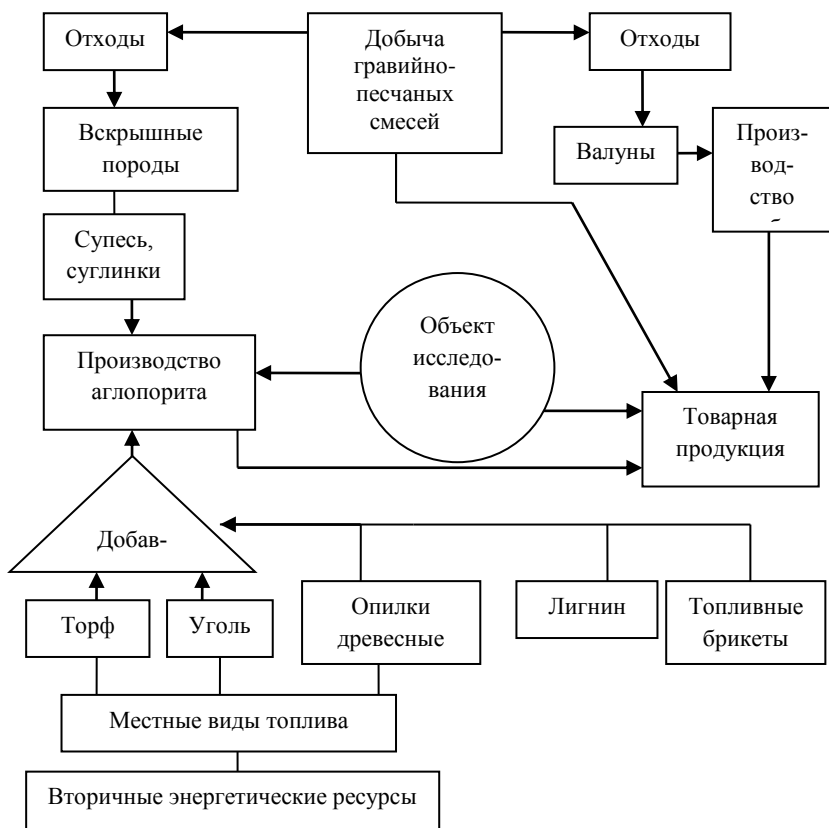 Отходы
Добыча
гравийно-
песчаных
смесей
Отходы
Вскрышные
породы
Валуны
Произ-
вод-
ство
Супесь,
суглинки
Объект
исследо-
вания
Производство
аглопорита
Товарная
продукция
Добав-
Торф
Уголь
Опилки
древесные
Лигнин
Топливные
брикеты
Местные виды топлива
Вторичные энергетические ресурсы